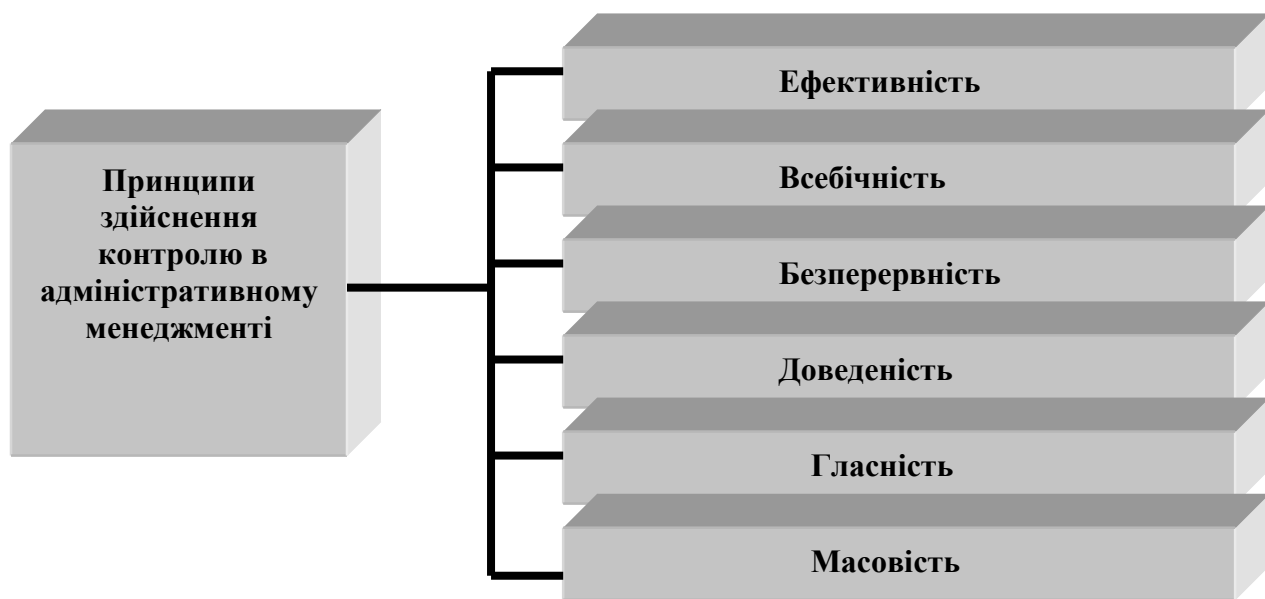 Принципи
здійснення
контролю в
адміністративному
менеджменті
Ефективність
Всебічність
Безперервність
Доведеність
Гласність
Масовість